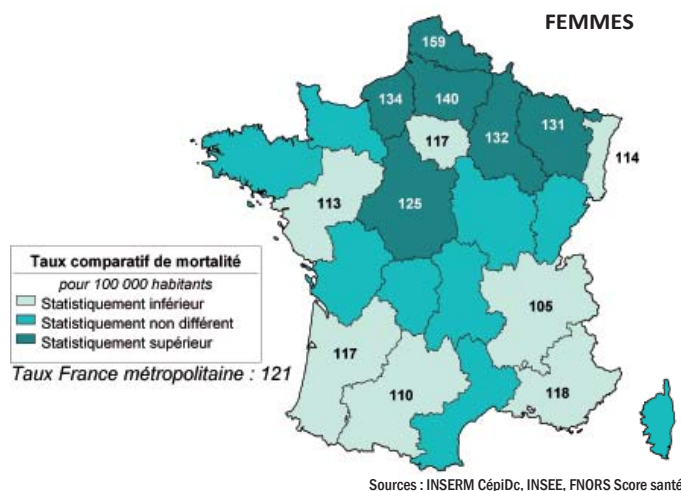 FEMMES
159
134
140
117
132
131
114
113
125
Taux comparatif de mortalité
pour 100 000 habitants
Statistiquement inférieur
Statistiquement non différent
Statistiquement supérieur
105
117
Taux France métropolitaine : 121
110
118
Sources : INSERM CépiDc, INSEE, FNORS Score santé